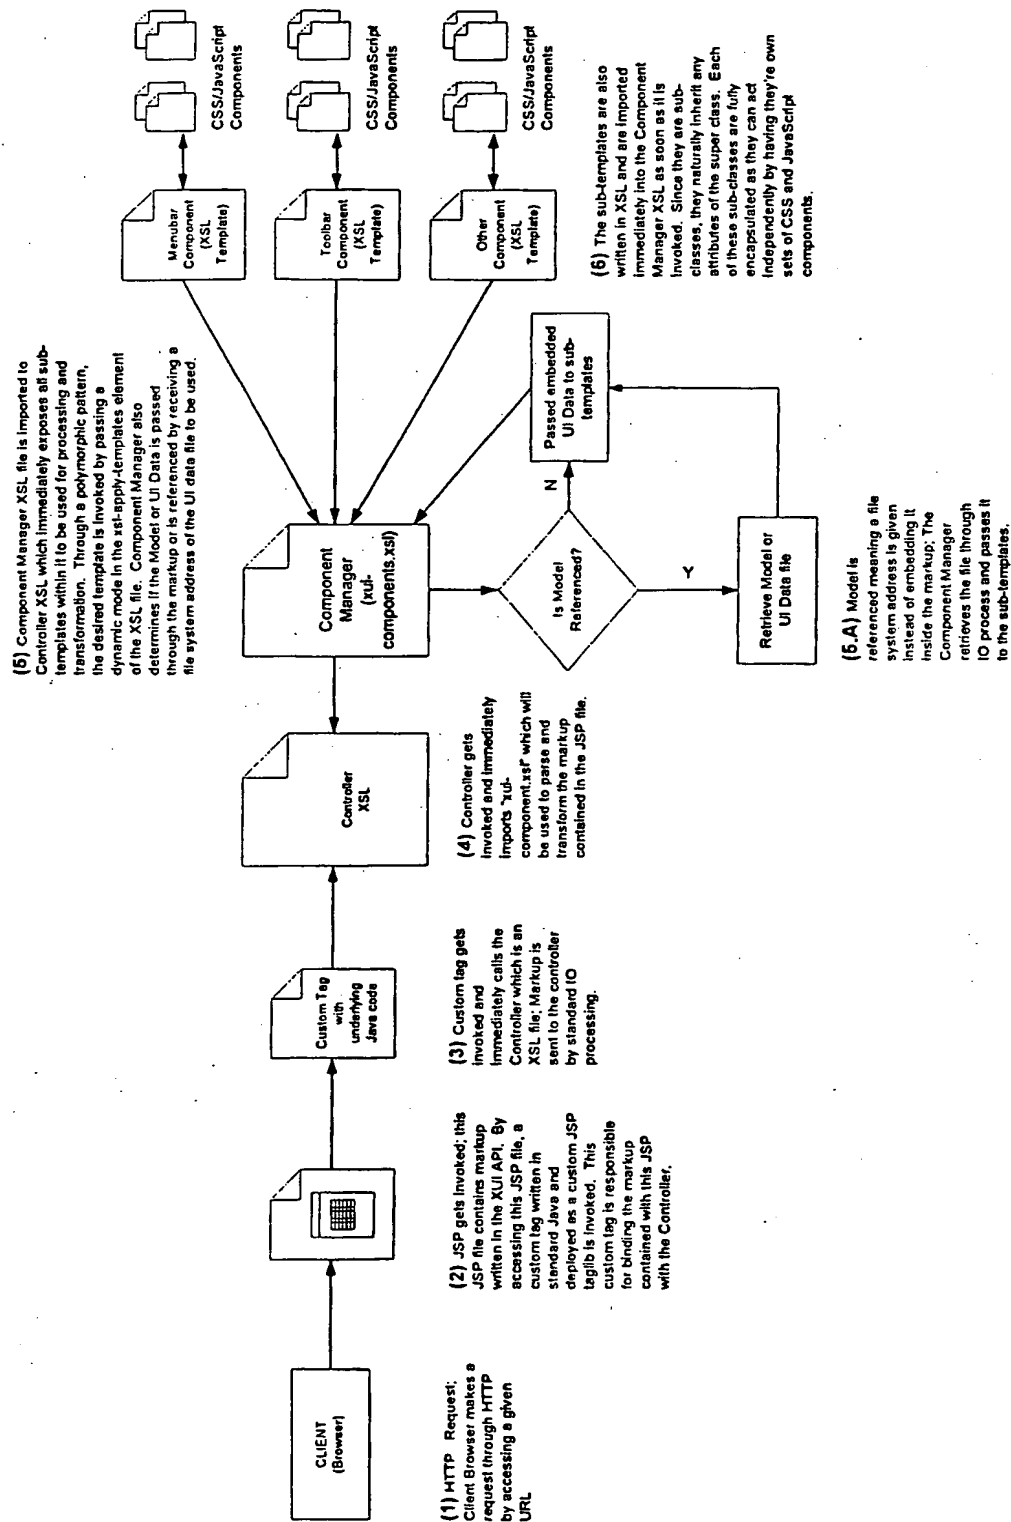 CLIENT
(Browser)
(1) HTTP Request;
Client Browser makes a
request through HTTP
by accessing a given
URL
(2) JSP gets invoked; this
JSP file contains markup
written in the XUI API. By
accessing this JSP file, a
custom tag written in
standard Java and
deployed as a custom JSP
taglib is invoked. This
custom tag is responsible
for binding the markup
contained with this JSP
with the Controller.
Custom Tag
with
underlying
Java code
(3) Custom tag gets
invoked and
immediately calls the
Controller which is an
XSL file; Markup is
sent to the controller
by standard IO
processing.
Controller
XSL
(4) Controller gets
invoked and immediately
imports "xul-
component.xsl" which will
be used to parse and
transform the markup
contained in the JSP file.
(5) Component Manager XSL file is imported to
Controller XSL which immediately exposes all sub-
templates within it to be used for processing and
transformation. Through a polymorphic pattern,
the desired template is invoked by passing a
dynamic mode in the xsl-apply-templates element
of the XSL file. Component Manager also
determines if the Model or UI Data is passed
through the markup or is referenced by receiving a
file system address of the UI data file to be used.
Component
Manager
(xul-
components.xsl)
Is Model
Referenced?
N
Y
Passed embedded
UI Data to sub-
templates
Retrieve Model or
UI Data file
(5.A) Model is
referenced meaning a file
system address is given
instead of embedding it
inside the markup; The
Component Manager
retrieves the file through
IO process and passes it
to the sub-templates.
Menubar
Component
(XSL
Template)
CSS/JavaScript
Components
Toolbar
Component
(XSL
Template)
CSS/JavaScript
Components
Other
Component
(XSL
Template)
CSS/JavaScript
Components
(6) The sub-templates are also
written in XSL and are imported
immediately into the Component
Manager XSL as soon as it is
invoked. Since they are sub-
classes, they naturally inherit any
attributes of the super class. Each
of these sub-classes are fully
encapsulated as they can act
independently by having they're own
sets of CSS and JavaScript
components.